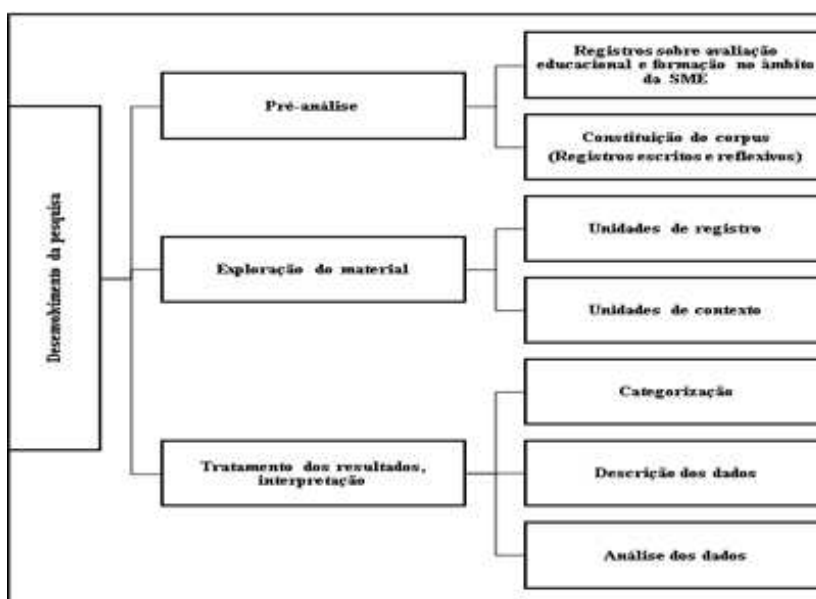 Desenvolvimento da pesquisa
Pré-análise
Registros sobre avaliação
educacional e formação no âmbito
da SME
Constituição do corpus
(Registros escritos e reflexivos)
Exploração do material
Unidades de registro
Unidades de contexto
Tratamento dos resultados,
interpretação
Categorização
Descrição dos dados
Análise dos dados